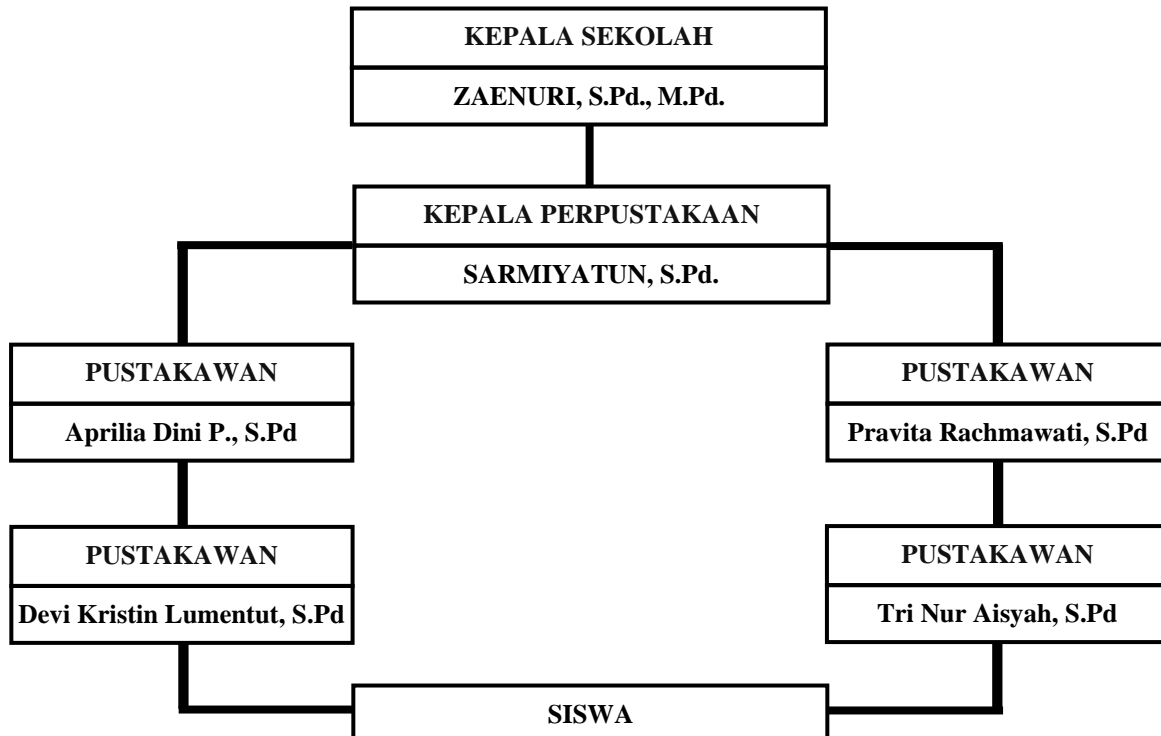 KEPALA SEKOLAH
ZAENURI, S.Pd., M.Pd.
KEPALA PERPUSTAKAAN
SARMIYATUN, S.Pd.
PUSTAKAWAN
Aprilia Dini P., S.Pd
PUSTAKAWAN
Pravita Rachmawati, S.Pd
PUSTAKAWAN
Devi Kristin Lumentut, S.Pd
PUSTAKAWAN
Tri Nur Aisyah, S.Pd
SISWA